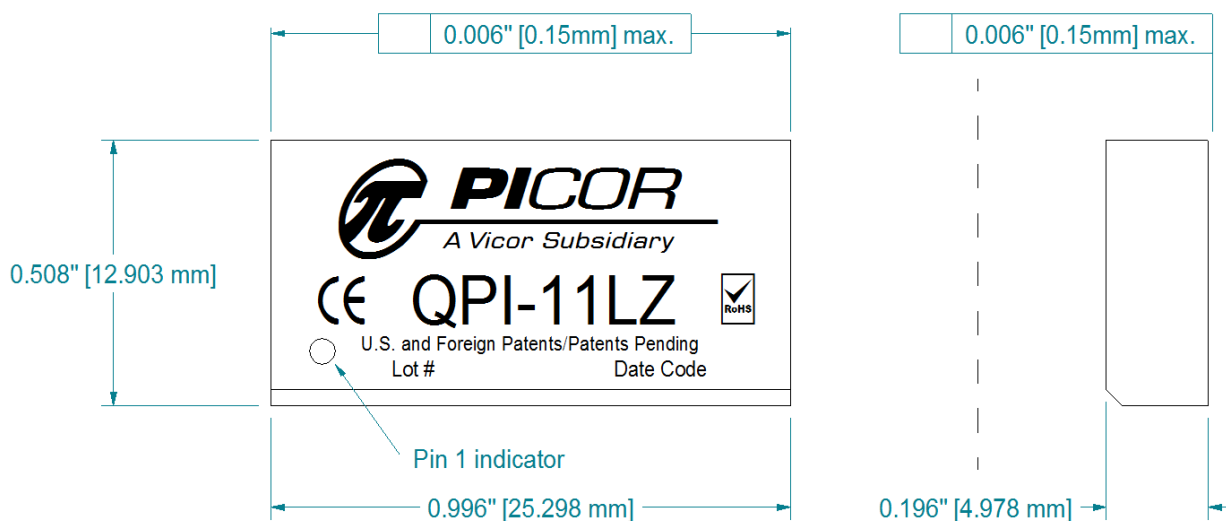 0.006" [0.15mm] max.
0.006" [0.15mm] max.
π PICOR
A Vicor Subsidiary
0.508" [12.903 mm]
CE QPI-11LZ
RoHS
U.S. and Foreign Patents/Patents Pending
Lot # Date Code
Pin 1 indicator
0.996" [25.298 mm]
0.196" [4.978 mm]